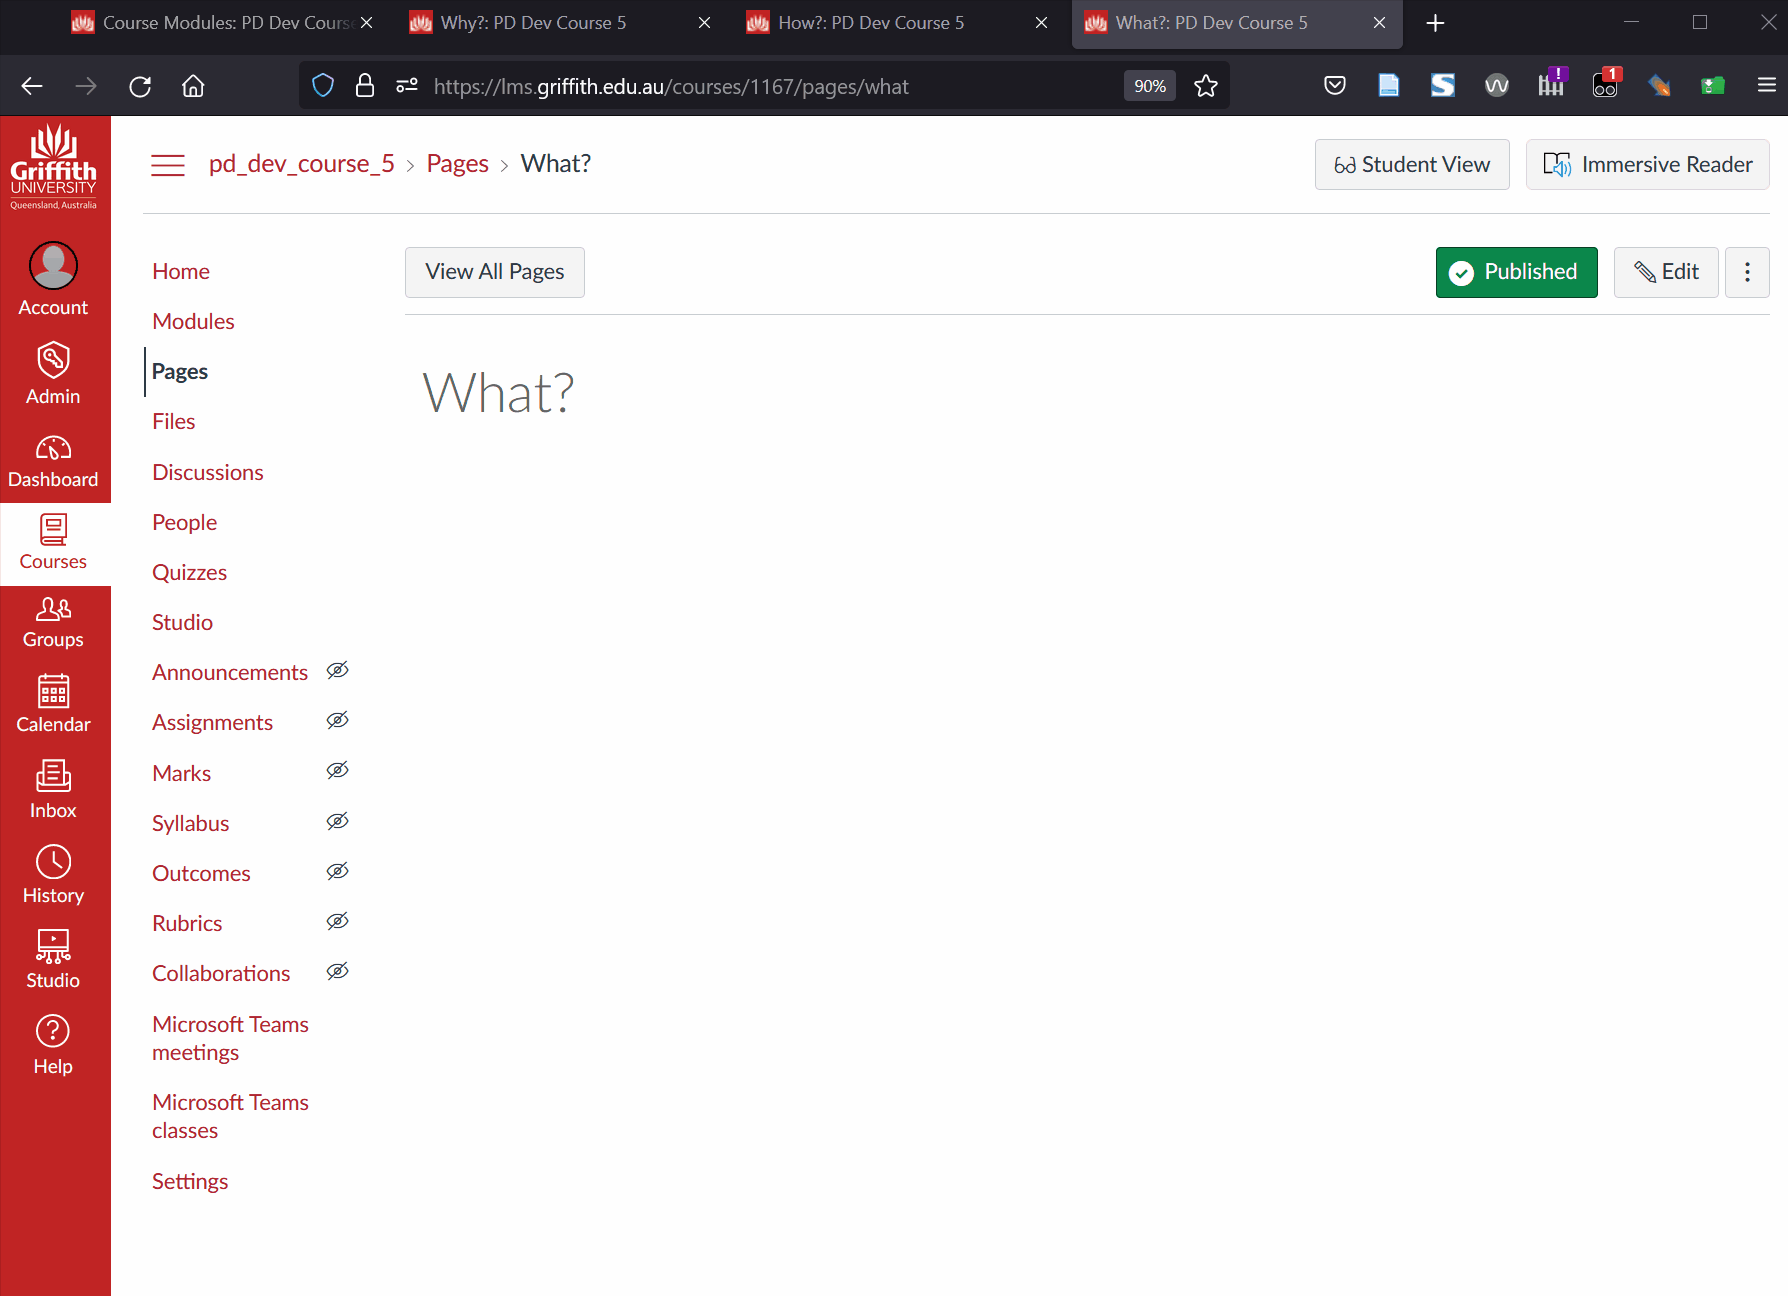 Course Modules: PD Dev Course
Why?: PD Dev Course 5
How?: PD Dev Course 5
What?: PD Dev Course 5
https://lms.griffith.edu.au/courses/1167/pages/what
90%
!
1
Griffith
UNIVERSITY
Queensland, Australia
pd_dev_course_5 > Pages > What?
Student View
Immersive Reader
Account
Admin
Dashboard
Courses
Groups
Calendar
Inbox
History
Studio
Help
Home
Modules
Pages
Files
Discussions
People
Quizzes
Studio
Announcements
Assignments
Marks
Syllabus
Outcomes
Rubrics
Collaborations
Microsoft Teams
meetings
Microsoft Teams
classes
Settings
View All Pages
Published
Edit
What?